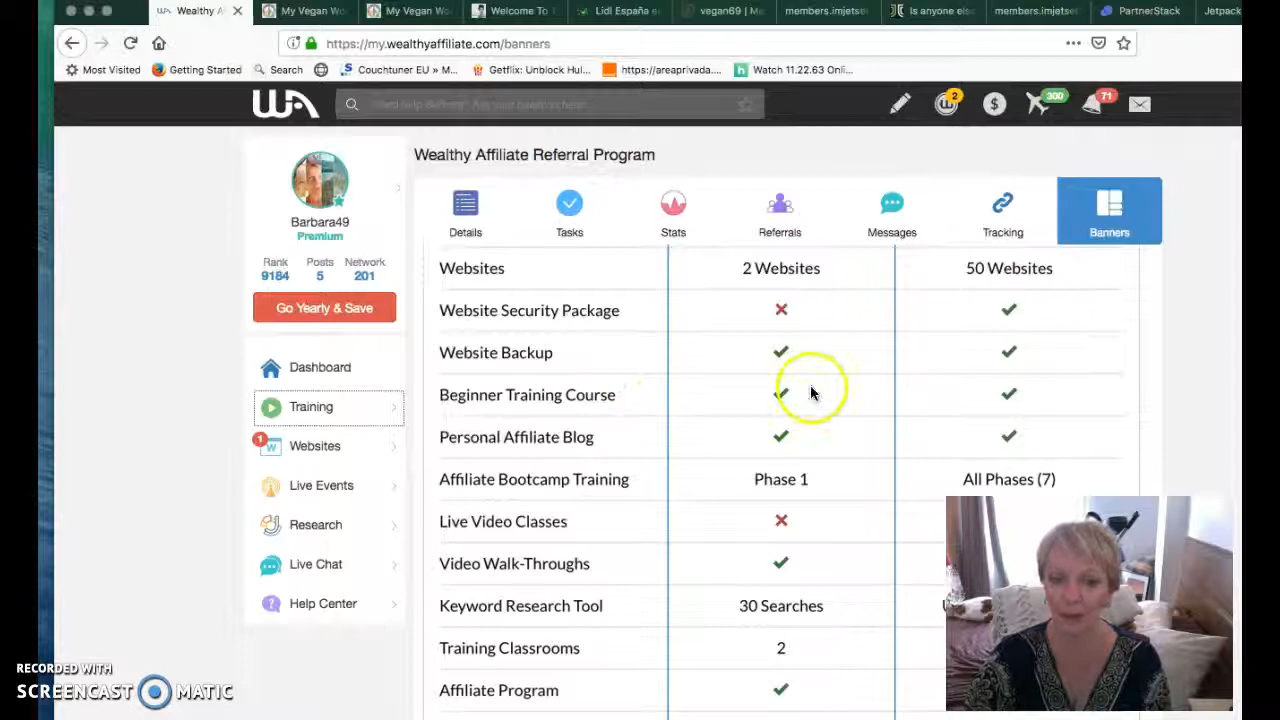 Wealthy A
My Vegan Wo
My Vegan Wo
Welcome To
Lidl España
vegan69 | Me
members.imjetset
Is anyone else
members.imjetset
PartnerStack
Jetpack
https://my.wealthyaffiliate.com/banners
Most Visited
Getting Started
Search
Couchtuner EU » M...
Getflix: Unblock Hul...
https://areaprivada....
Watch 11.22.63 Onli...
WA
2
300
71
Wealthy Affiliate Referral Program
Barbara49
Premium
Rank Posts Network
9184 5 201
Go Yearly & Save
Dashboard
Training
1 Websites
Live Events
Research
Live Chat
Help Center
Details Tasks Stats Referrals Messages Tracking Banners
Websites 2 Websites 50 Websites
Website Security Package
Website Backup
Beginner Training Course
Personal Affiliate Blog
Affiliate Bootcamp Training Phase 1 All Phases (7)
Live Video Classes
Video Walk-Throughs
Keyword Research Tool 30 Searches
Training Classrooms 2
Affiliate Program
RECORDED WITH
SCREENCAST MATIC